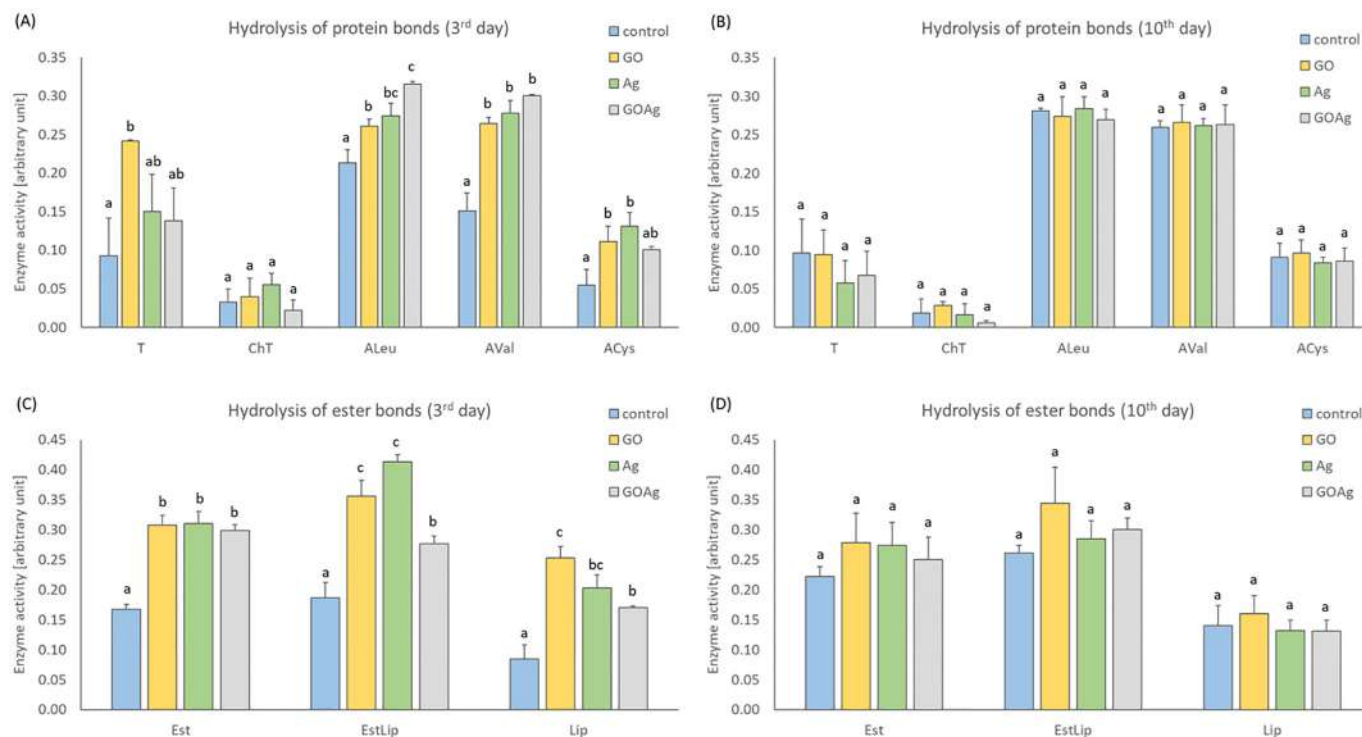 (A)
Hydrolysis of protein bonds (3rd day)
control
GO
Ag
GOAg
Enzyme activity [arbitrary unit]
0.35
0.30
0.25
0.20
0.15
0.10
0.05
0.00
a b ab ab
a a a a
a b bc c
a b b b
a b b ab
T ChT ALeu AVal ACys
(B)
Hydrolysis of protein bonds (10th day)
control
GO
Ag
GOAg
Enzyme activity [arbitrary unit]
0.35
0.30
0.25
0.20
0.15
0.10
0.05
0.00
a a a a
a a a a
a a a a
a a a a
a a a a
T ChT ALeu AVal ACys
(C)
Hydrolysis of ester bonds (3rd day)
control
GO
Ag
GOAg
Enzyme activity [arbitrary unit]
0.45
0.40
0.35
0.30
0.25
0.20
0.15
0.10
0.05
0.00
a b b b
a c c b
a c bc b
Est EstLip Lip
(D)
Hydrolysis of ester bonds (10th day)
control
GO
Ag
GOAg
Enzyme activity [arbitrary unit]
0.45
0.40
0.35
0.30
0.25
0.20
0.15
0.10
0.05
0.00
a a a a
a a a a
a a a a
Est EstLip Lip